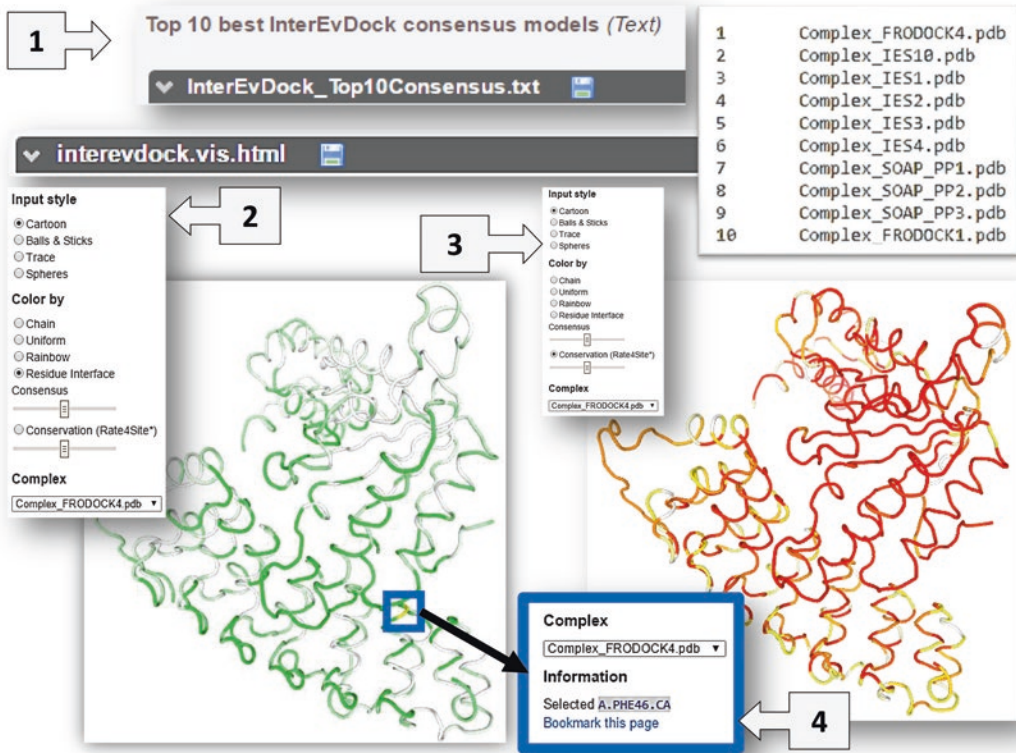 1
Top 10 best InterEvDock consensus models (Text)
InterEvDock_Top10Consensus.txt
1 Complex_FRODOCK4.pdb
2 Complex_IES10.pdb
3 Complex_IES1.pdb
4 Complex_IES2.pdb
5 Complex_IES3.pdb
6 Complex_IES4.pdb
7 Complex_SOAP_PP1.pdb
8 Complex_SOAP_PP2.pdb
9 Complex_SOAP_PP3.pdb
10 Complex_FRODOCK1.pdb
interevdock.vis.html
2
Input style
Cartoon
Balls & Sticks
Trace
Spheres
Color by
Chain
Uniform
Rainbow
Residue Interface
Consensus
Conservation (Rate4Site*)
Complex
Complex_FRODOCK4.pdb
3
Input style
Cartoon
Balls & Sticks
Trace
Spheres
Color by
Chain
Uniform
Rainbow
Residue Interface
Consensus
Conservation (Rate4Site*)
Complex
Complex_FRODOCK4.pdb
Complex
Complex_FRODOCK4.pdb
Information
Selected A.PHE46.CA
Bookmark this page
4